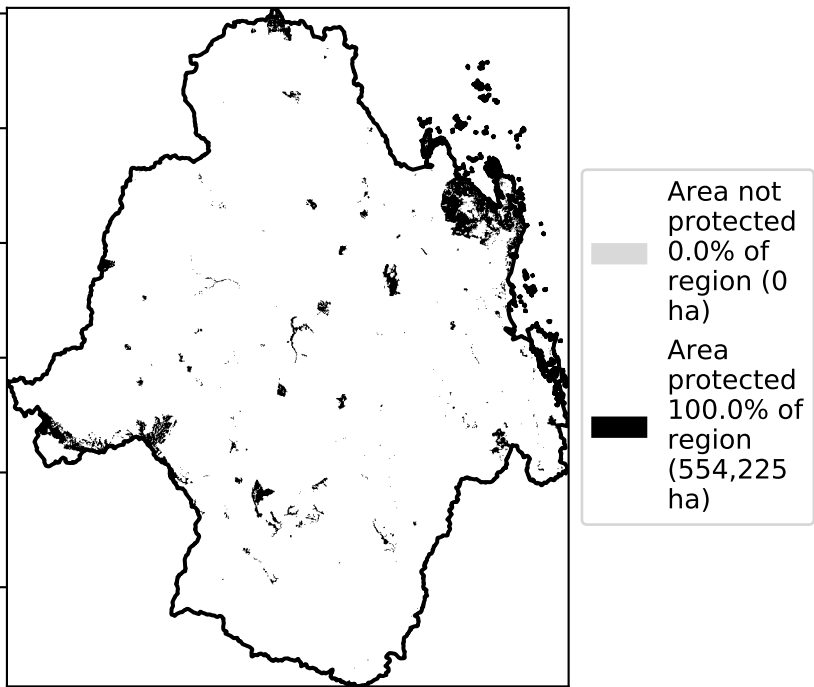 Area not
protected
0.0% of
region (0
ha)
Area
protected
100.0% of
region
(554,225
ha)